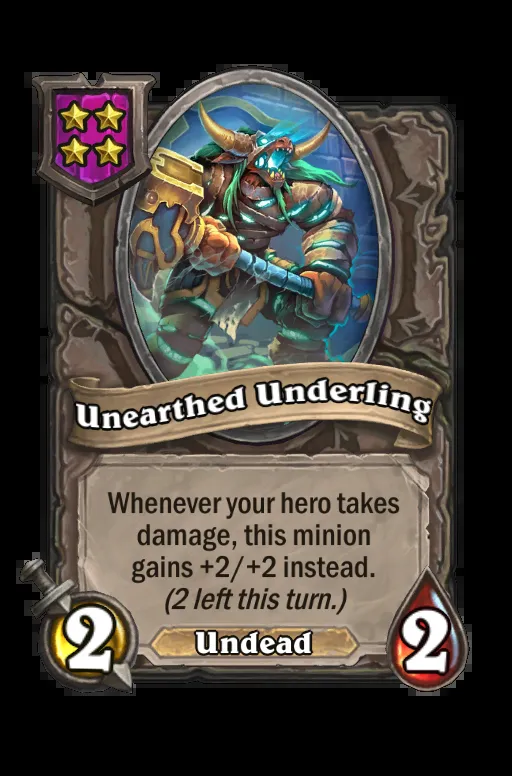 Unearthed Underling
Whenever your hero takes
damage, this minion
gains +2/+2 instead.
(2 left this turn.)
2
Undead
2